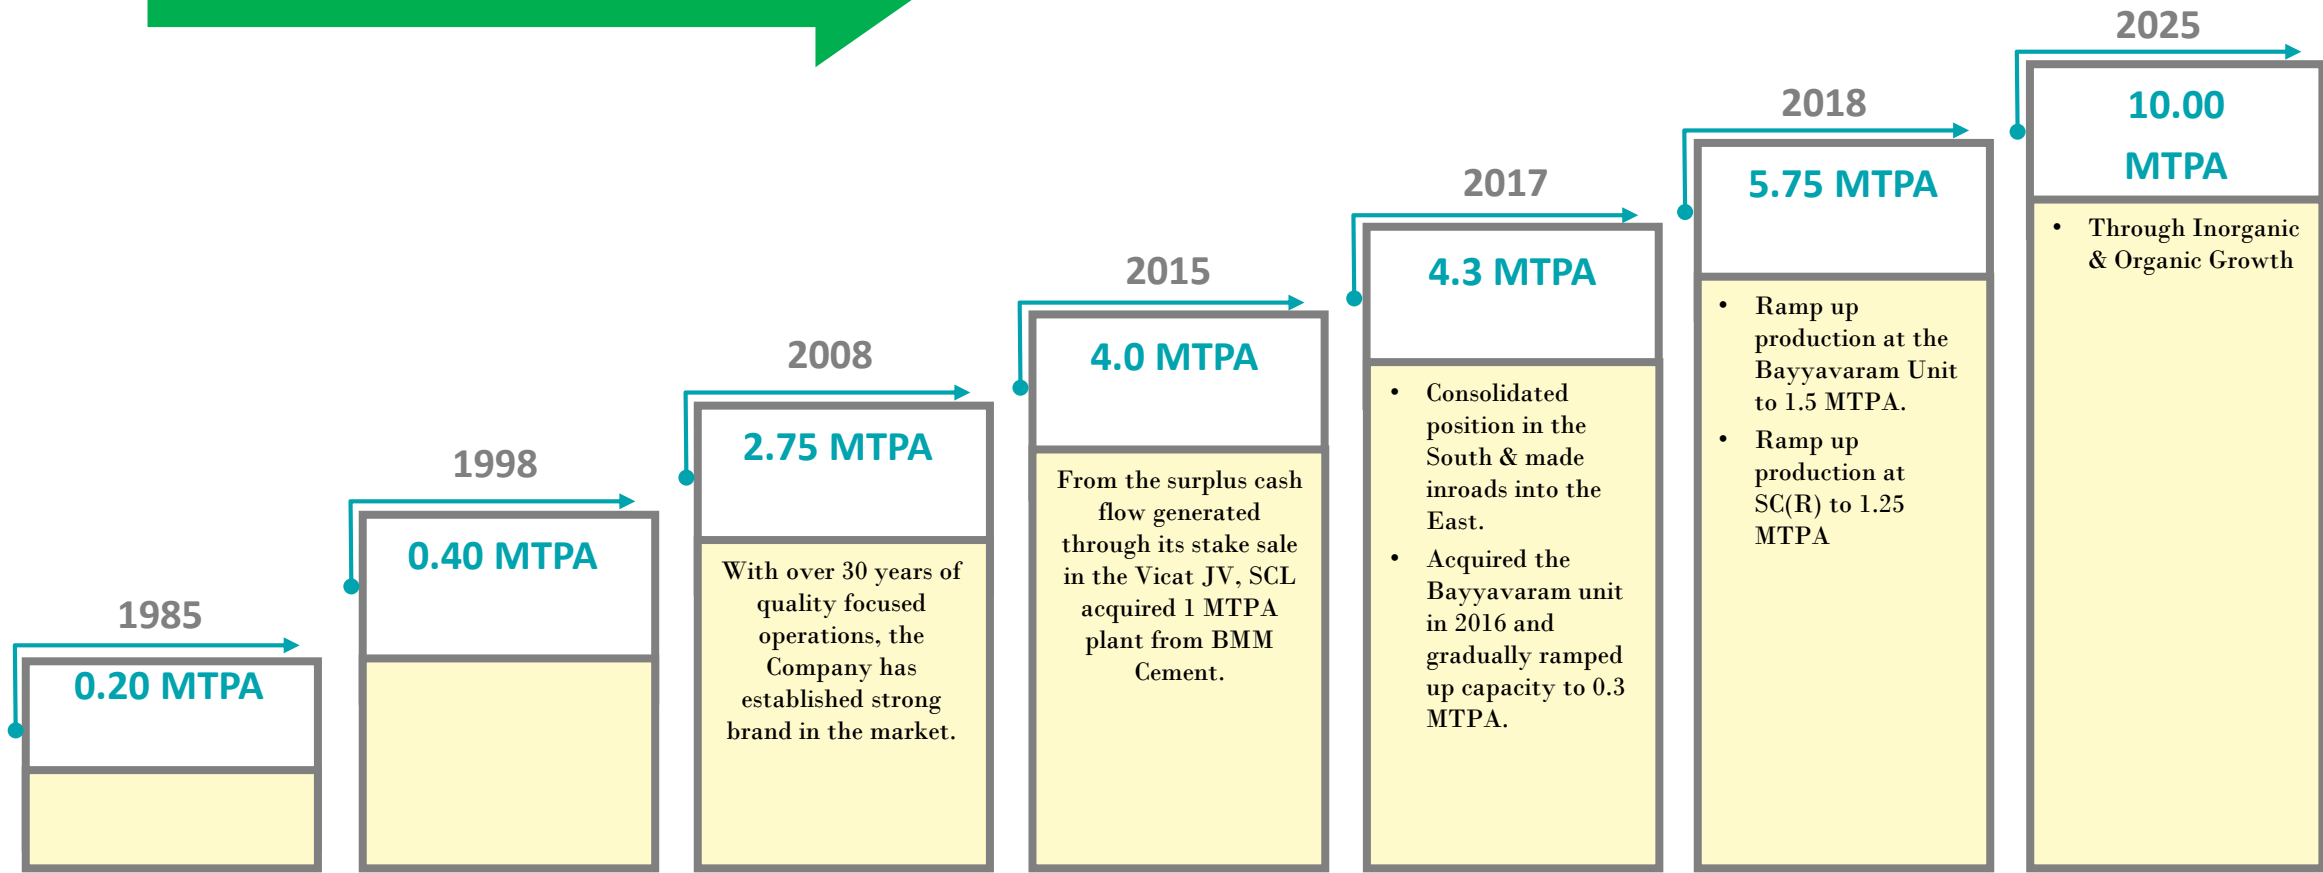 1985
0.20 MTPA
1998
0.40 MTPA
2008
2.75 MTPA
With over 30 years of
quality focused
operations, the
Company has
established strong
brand in the market.
2015
4.0 MTPA
From the surplus cash
flow generated
through its stake sale
in the Vicat JV, SCL
acquired 1 MTPA
plant from BMM
Cement.
2017
4.3 MTPA
• Consolidated
position in the
South & made
inroads into the
East.
• Acquired the
Bayyavaram unit
in 2016 and
gradually ramped
up capacity to 0.3
MTPA.
2018
5.75 MTPA
• Ramp up
production at the
Bayyavaram Unit
to 1.5 MTPA.
• Ramp up
production at
SC(R) to 1.25
MTPA
2025
10.00
MTPA
• Through Inorganic
& Organic Growth